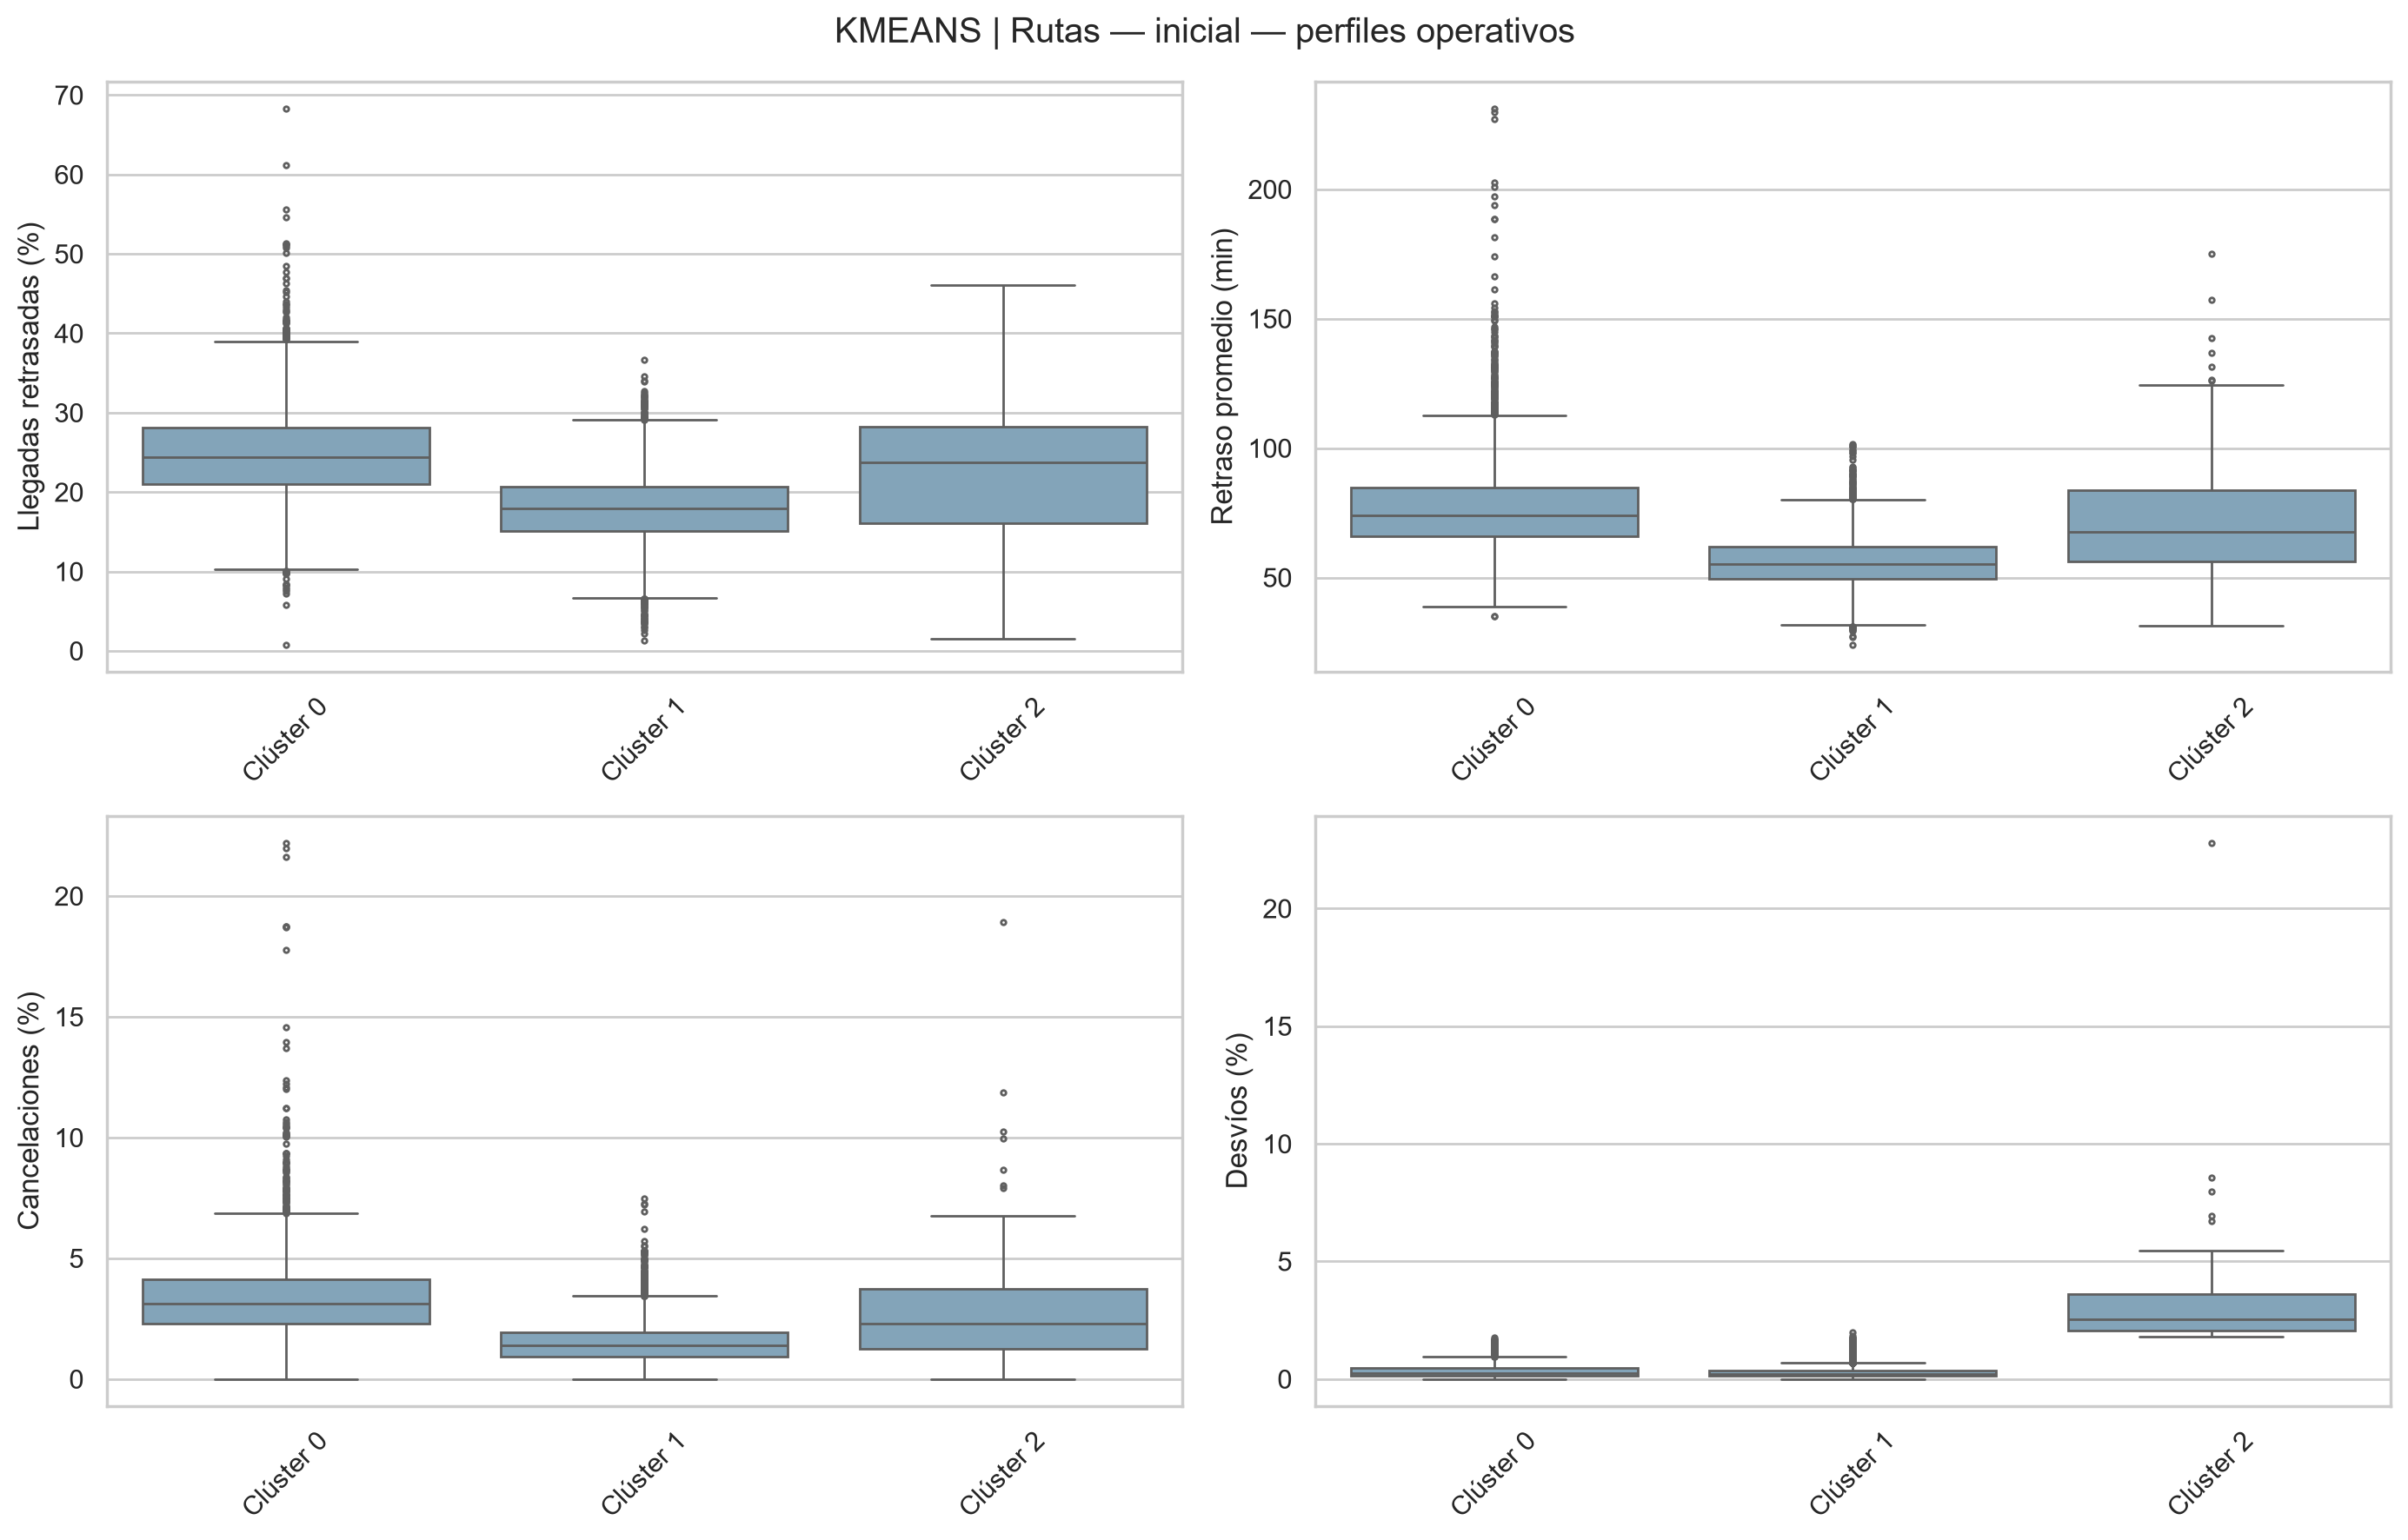 KMEANS | Rutas — inicial — perfiles operativos
Llegadas retrasadas (%)
70
60
50
40
30
20
10
0
Clúster 0
Clúster 1
Clúster 2
Retraso promedio (min)
200
150
100
50
Clúster 0
Clúster 1
Clúster 2
Cancelaciones (%)
20
15
10
5
0
Clúster 0
Clúster 1
Clúster 2
Desvíos (%)
20
15
10
5
0
Clúster 0
Clúster 1
Clúster 2